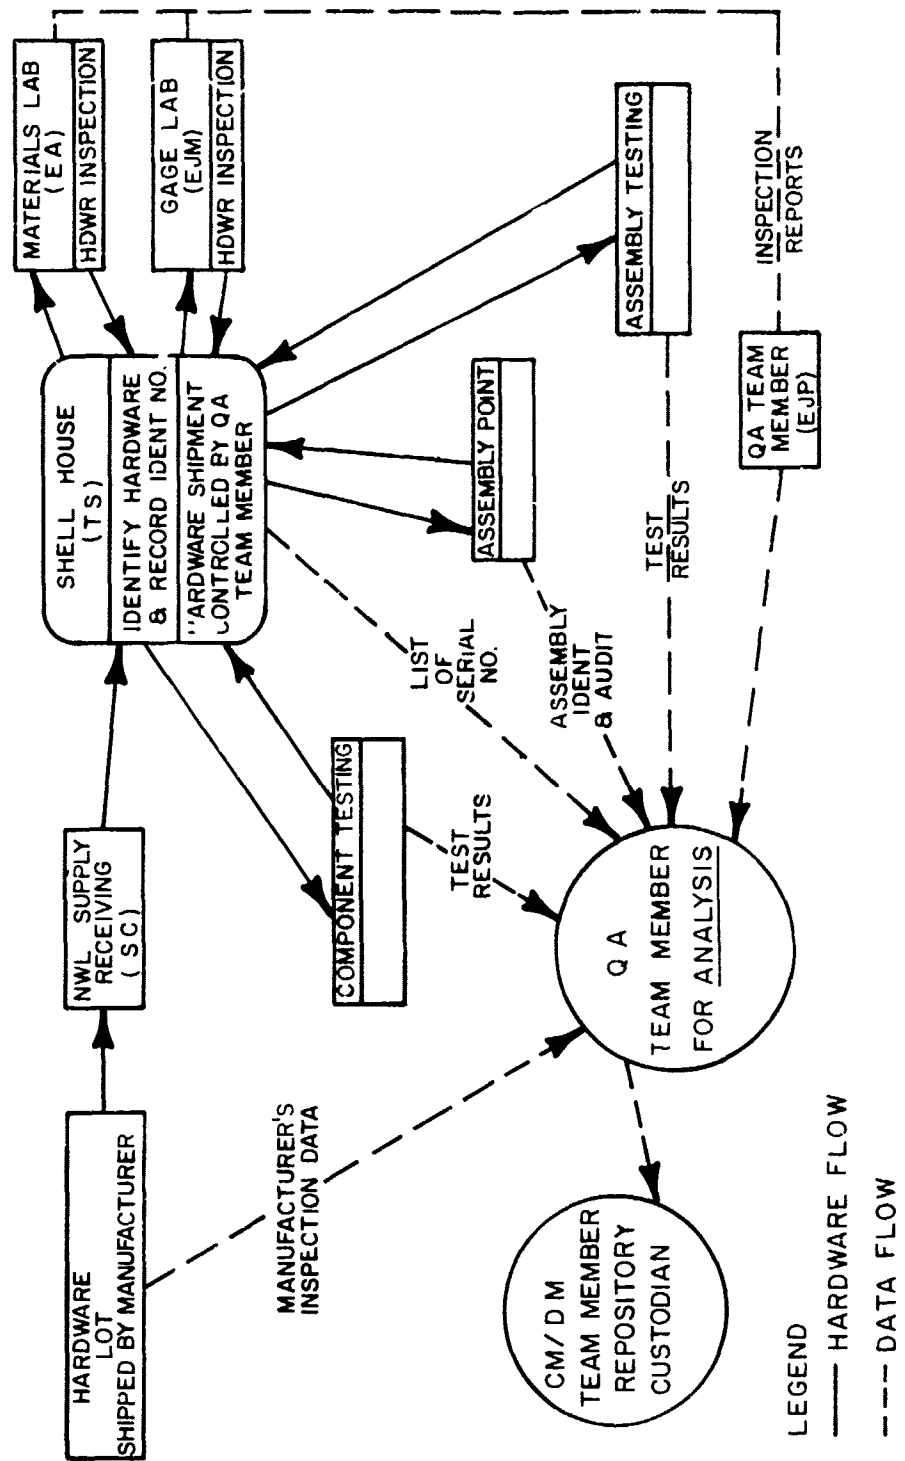 HARDWARE
LOT
SHIPPED BY MANUFACTURER
NWL SUPPLY
RECEIVING
(SC)
SHELL HOUSE
(TS)
IDENTIFY HARDWARE
& RECORD IDENT NO.
"ARDWARE SHIPMENT
CONTROLLED BY QA
TEAM MEMBER
MATERIALS LAB
(EA)
HDWR INSPECTION
GAGE LAB
(EJM)
HDWR INSPECTION
COMPONENT TESTING
ASSEMBLY POINT
ASSEMBLY TESTING
MANUFACTURER'S
INSPECTION DATA
TEST
RESULTS
LIST
OF
SERIAL
NO.
ASSEMBLY
IDENT
& AUDIT
TEST
RESULTS
INSPECTION
REPORTS
QA TEAM
MEMBER
(EJP)
QA
TEAM MEMBER
FOR ANALYSIS
CM/DM
TEAM MEMBER
REPOSITORY
CUSTODIAN
LEGEND
HARDWARE FLOW
DATA FLOW